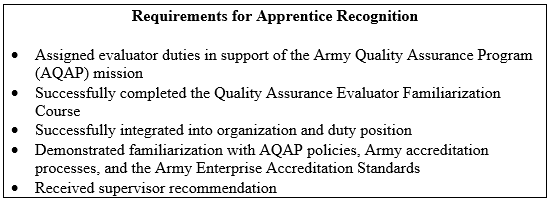 Requirements for Apprentice Recognition
• Assigned evaluator duties in support of the Army Quality Assurance Program
(AQAP) mission
• Successfully completed the Quality Assurance Evaluator Familiarization
Course
• Successfully integrated into organization and duty position
• Demonstrated familiarization with AQAP policies, Army accreditation
processes, and the Army Enterprise Accreditation Standards
• Received supervisor recommendation